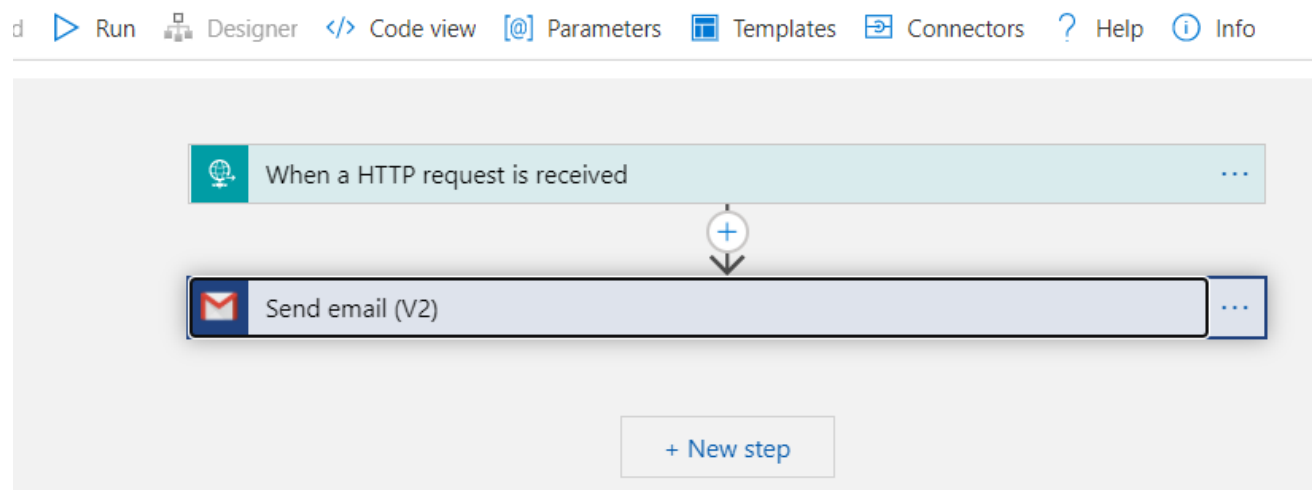 d Run Designer Code view Parameters Templates Connectors Help Info
When a HTTP request is received
Send email (V2)
+ New step